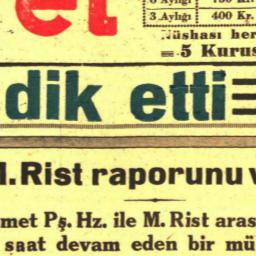 et
3 Aylığı 400 Kr.
Nüshası her
5 Kuruş
dik etti
M. Rist raporunu v
met Pş. Hz. ile M. Rist aras
saat devam eden bir mü